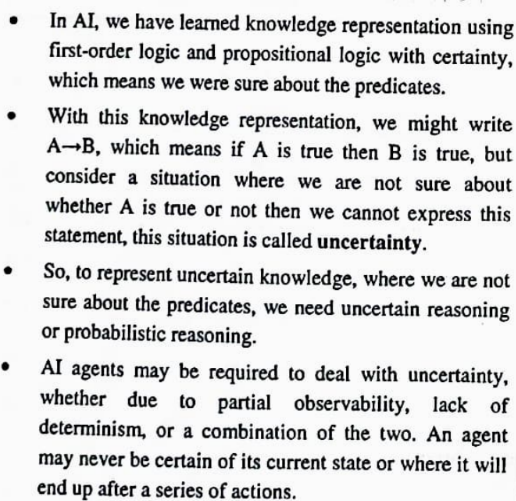 • In AI, we have learned knowledge representation using
first-order logic and propositional logic with certainty,
which means we were sure about the predicates.
• With this knowledge representation, we might write
A→B, which means if A is true then B is true, but
consider a situation where we are not sure about
whether A is true or not then we cannot express this
statement, this situation is called uncertainty.
• So, to represent uncertain knowledge, where we are not
sure about the predicates, we need uncertain reasoning
or probabilistic reasoning.
• AI agents may be required to deal with uncertainty,
whether due to partial observability, lack of
determinism, or a combination of the two. An agent
may never be certain of its current state or where it will
end up after a series of actions.